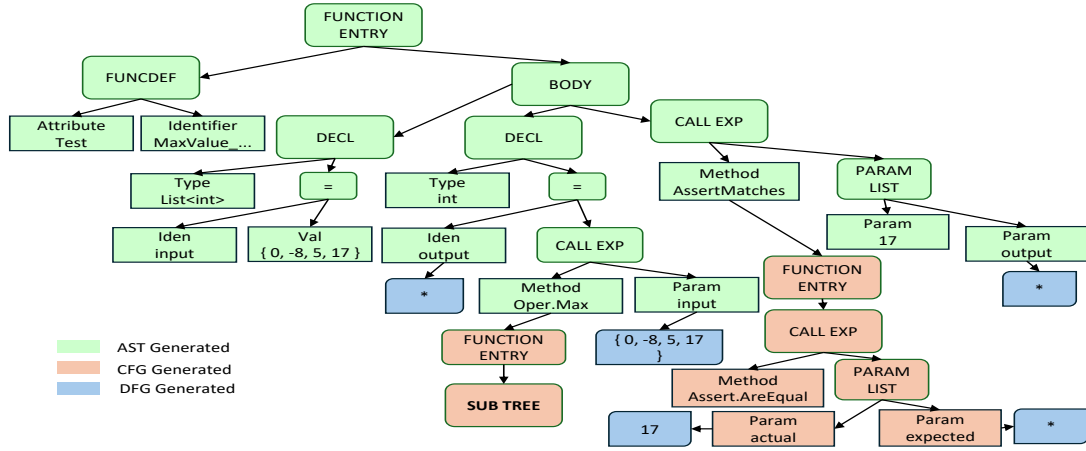 FUNCTION
ENTRY
FUNCDEF
BODY
Attribute
Test
Identifier
MaxValue_...
DECL
DECL
CALL EXP
Type
List<int>
=
Type
int
=
Method
AssertMatches
PARAM
LIST
Iden
input
Val
{ 0, -8, 5, 17 }
Iden
output
CALL EXP
Param
17
Param
output
*
Method
Oper.Max
Param
input
FUNCTION
ENTRY
*
FUNCTION
ENTRY
{ 0, -8, 5, 17
}
CALL EXP
AST Generated
CFG Generated
DFG Generated
SUB TREE
Method
Assert.AreEqual
PARAM
LIST
17
Param
actual
Param
expected
*